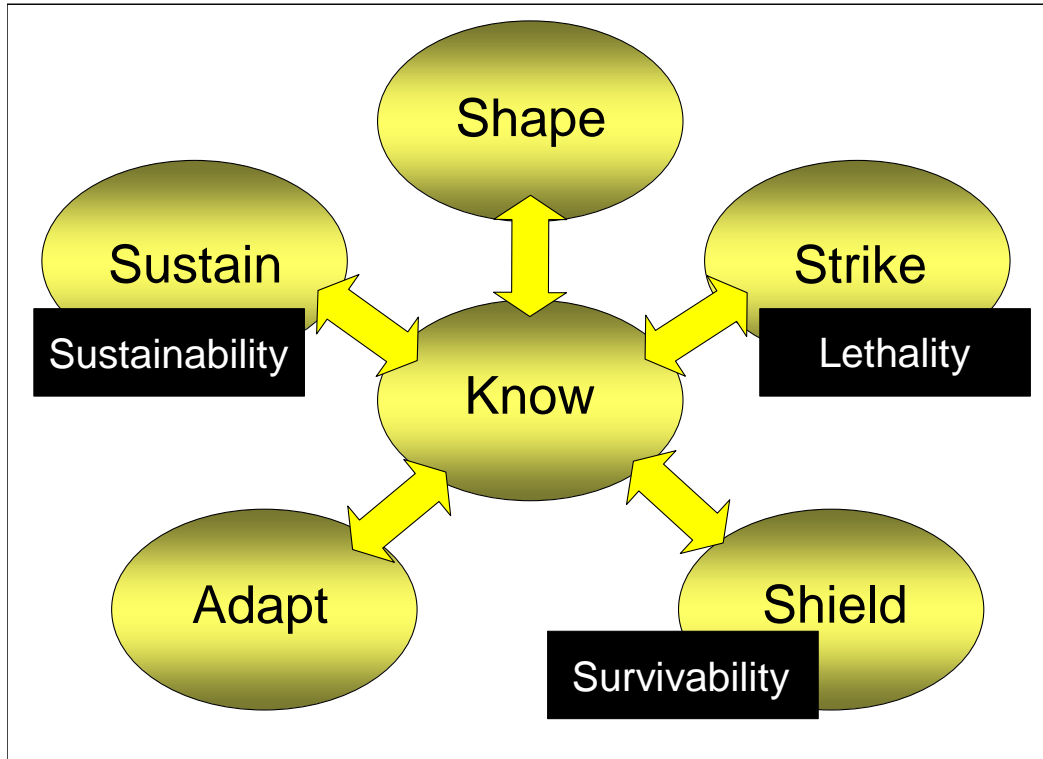 Shape
Sustain
Strike
Sustainability
Lethality
Know
Adapt
Shield
Survivability